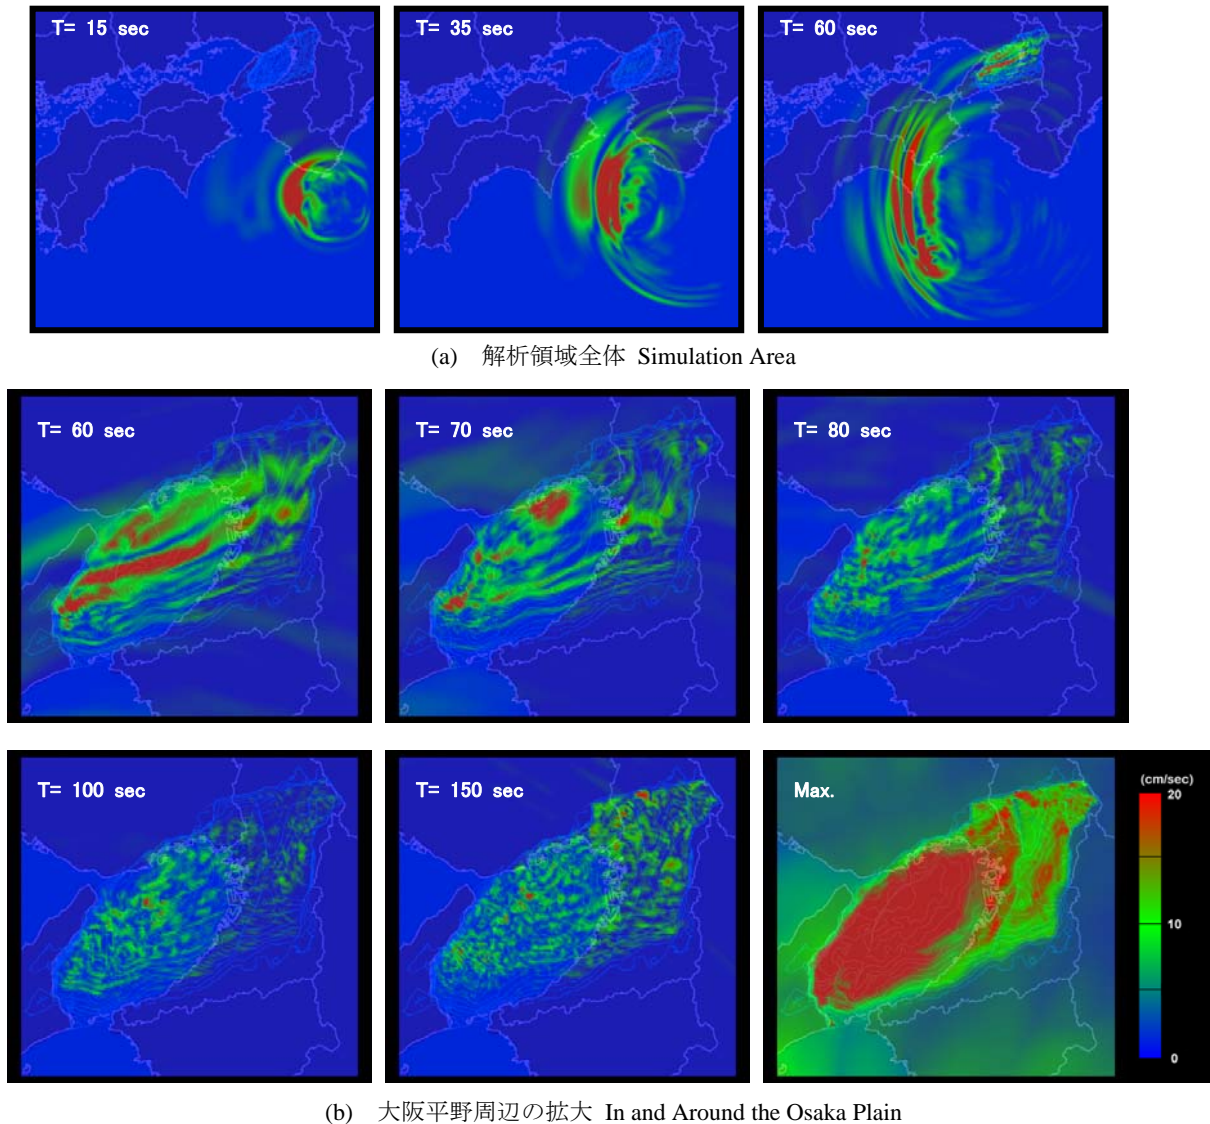 T= 15 sec
T= 35 sec
T= 60 sec
(a) 解析領域全体 Simulation Area
T= 60 sec
T= 70 sec
T= 80 sec
T= 100 sec
T= 150 sec
Max.
(cm/sec)
20
10
0
(b) 大阪平野周辺の拡大 In and Around the Osaka Plain